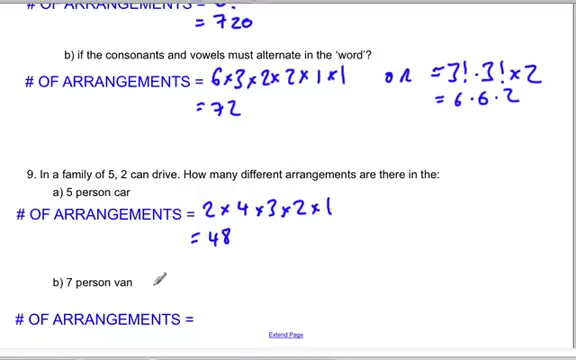 # OF ARRANGEMENTS = 6!
= 720
b) if the consonants and vowels must alternate in the 'word'?
# OF ARRANGEMENTS = 6 x 3 x 2 x 2 x 1 x 1 OR = 3! · 3! x 2
= 72 = 6 · 6 · 2
9. In a family of 5, 2 can drive. How many different arrangements are there in the:
a) 5 person car
# OF ARRANGEMENTS = 2 x 4 x 3 x 2 x 1
= 48
b) 7 person van
# OF ARRANGEMENTS =
Extend Page